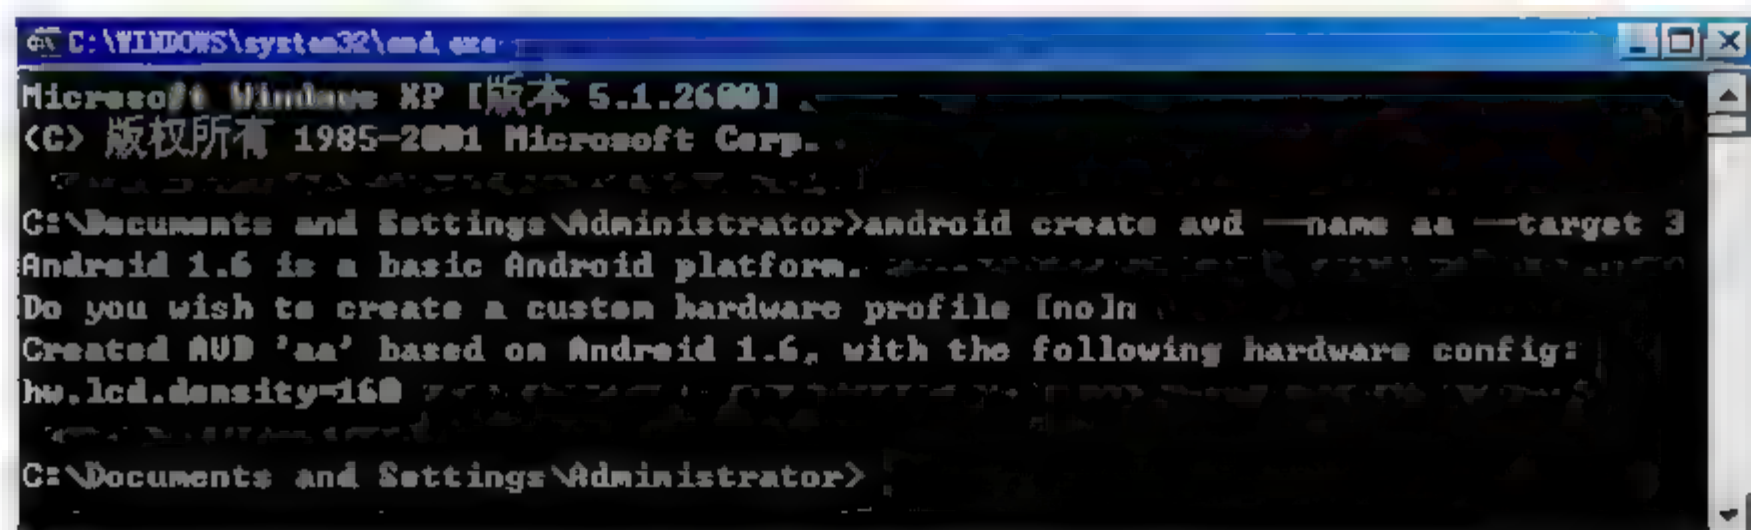 C:\WINDOWS\system32\cmd.exe
Microsoft Windows XP [版本 5.1.2600]
(C) 版权所有 1985-2001 Microsoft Corp.
C:\Documents and Settings\Administrator>android create avd --name aa --target 3
Android 1.6 is a basic Android platform.
Do you wish to create a custom hardware profile [no]n
Created AVD 'aa' based on Android 1.6, with the following hardware config:
hw.lcd.density=160
C:\Documents and Settings\Administrator>